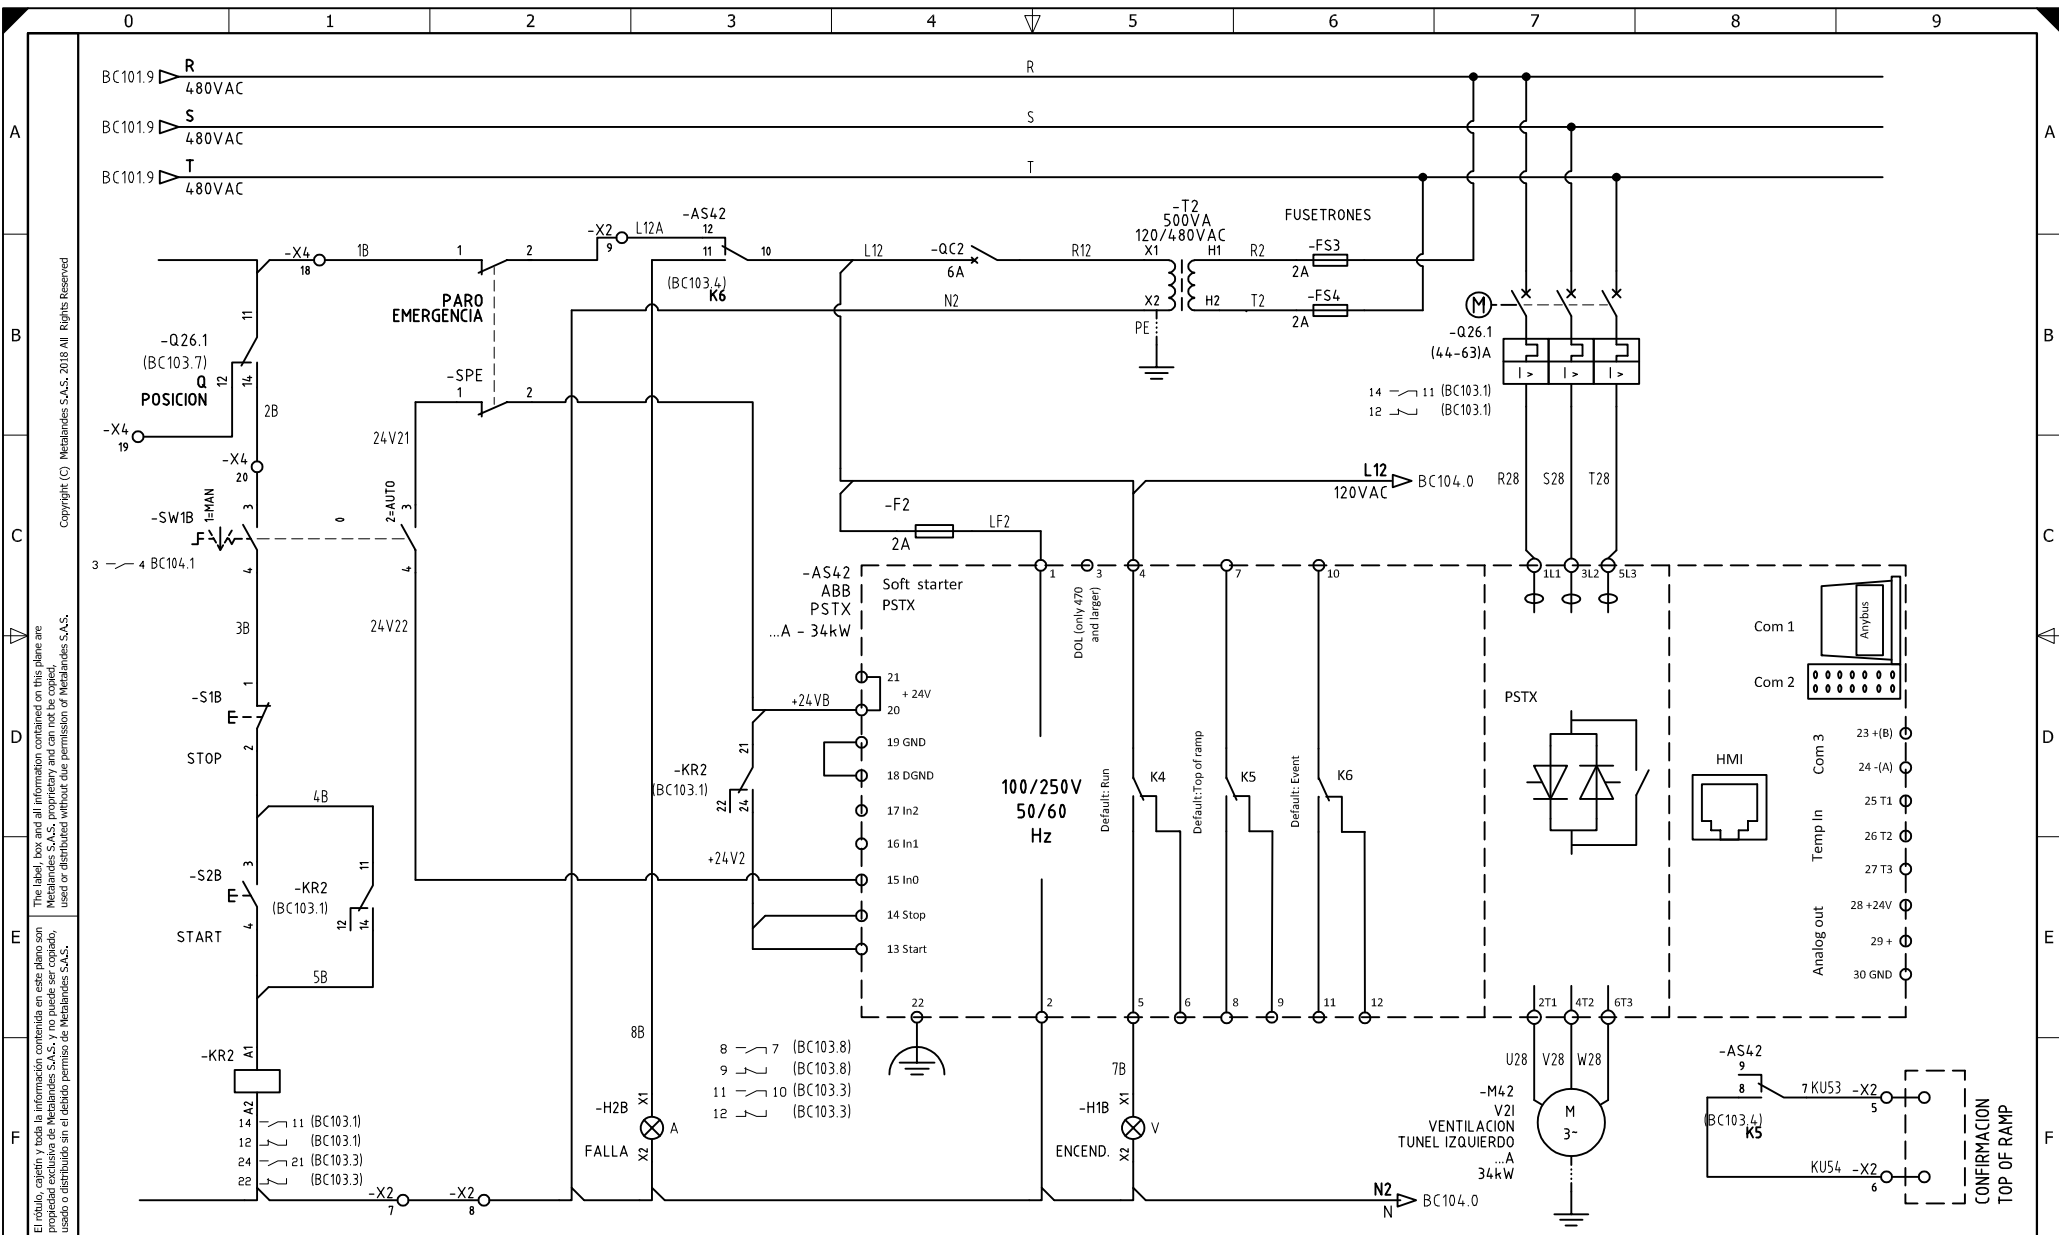 0 1 2 3 4 5 6 7 8 9
A
B
C
D
E
F
A
B
C
D
E
F
Copyright (C) Metalandes S.A.S. 2018 All Rights Reserved
The label, box and all information contained on this plane are
Metalandes S.A.S. proprietary and can not be copied,
used or distributed without due permission of Metalandes S.A.S.
El rótulo, cajetín y toda la información contenida en este plano son
propiedad exclusiva de Metalandes S.A.S. y no puede ser copiado,
usado o distribuido sin el debido permiso de Metalandes S.A.S.
BC101.9 R R
480VAC
BC101.9 S S
480VAC
BC101.9 T T
480VAC
-X4
18
1B
1 2
PARO
EMERGENCIA
-X2
9
L12A
-AS42
12
11 10
(BC103.4)
K6
L12
-QC2
6A
R12
N2
-T2
500VA
120/480VAC
X1 H1
X2 H2
PE
FUSETRONES
R2
-FS3
2A
T2
-FS4
2A
M
-Q26.1
(44-63)A
I > I > I >
14 11 (BC103.1)
12 (BC103.1)
R28 S28 T28
11
-Q26.1
(BC103.7)
Q
POSICION
12 14
2B
-X4
19
-X4
20
-SPE
1 2
24V21
-SW1B
1=MAN
0
2=AUTO
3
4
3
4
3 4 BC104.1
3B
24V22
-S1B
1
2
STOP
4B
-S2B
3
4
START
-KR2
(BC103.1)
11
12 14
5B
-KR2
A1
A2
14 11 (BC103.1)
12 (BC103.1)
24 21 (BC103.3)
22 (BC103.3)
-X2
7
-X2
8
L12
120VAC
BC104.0
-F2
2A
LF2
-AS42
ABB
PSTX
...A - 34kW
Soft starter
PSTX
1 3 4 7 10 1L1 3L2 5L3
DOL (only 470
and larger)
+24VB
-KR2
(BC103.1)
21
22 24
+24V2
21
+ 24V
20
19 GND
18 DGND
17 In2
16 In1
15 In0
14 Stop
13 Start
22
100/250V
50/60
Hz
Default: Run
K4
Default:Top of ramp
K5
Default: Event
K6
2 5 6 8 9 11 12
PSTX
2T1 4T2 6T3
Com 1
Anybus
Com 2
HMI
Com 3
23 +(B)
24 -(A)
Temp In
25 T1
26 T2
27 T3
Analog out
28 +24V
29 +
30 GND
8B
8 7 (BC103.8)
9 (BC103.8)
11 10 (BC103.3)
12 (BC103.3)
-H2B
X1
A
X2
FALLA
7B
-H1B
X1
V
X2
ENCEND.
N2
N
BC104.0
U28 V28 W28
-M42
V2I
VENTILACION
TUNEL IZQUIERDO
...A
34kW
M
3~
-AS42
9
8 7
(BC103.4)
K5
KU53
-X2
5
KU54
-X2
6
CONFIRMACION
TOP OF RAMP